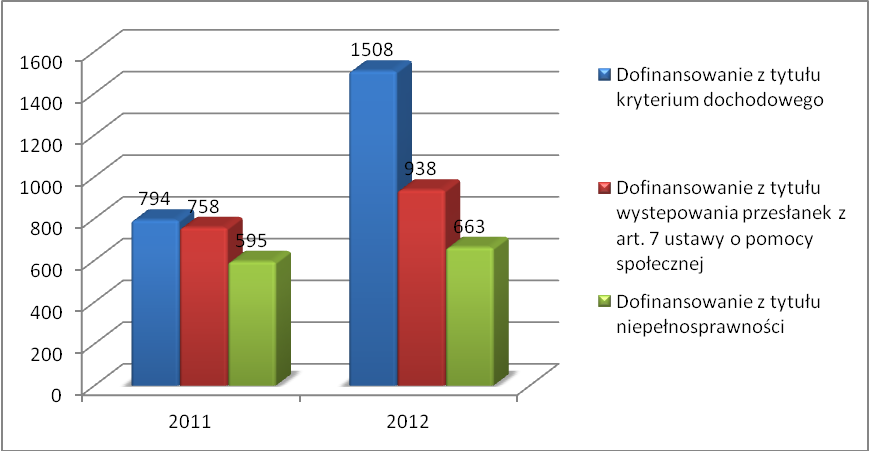 1600
1400
1200
1000
800
600
400
200
0
794
758
595
1508
938
663
2011
2012
Dofinansowanie z tytułu
kryterium dochodowego
Dofinansowanie z tytułu
wystepowania przesłanek z
art. 7 ustawy o pomocy
społecznej
Dofinansowanie z tytułu
niepełnosprawności